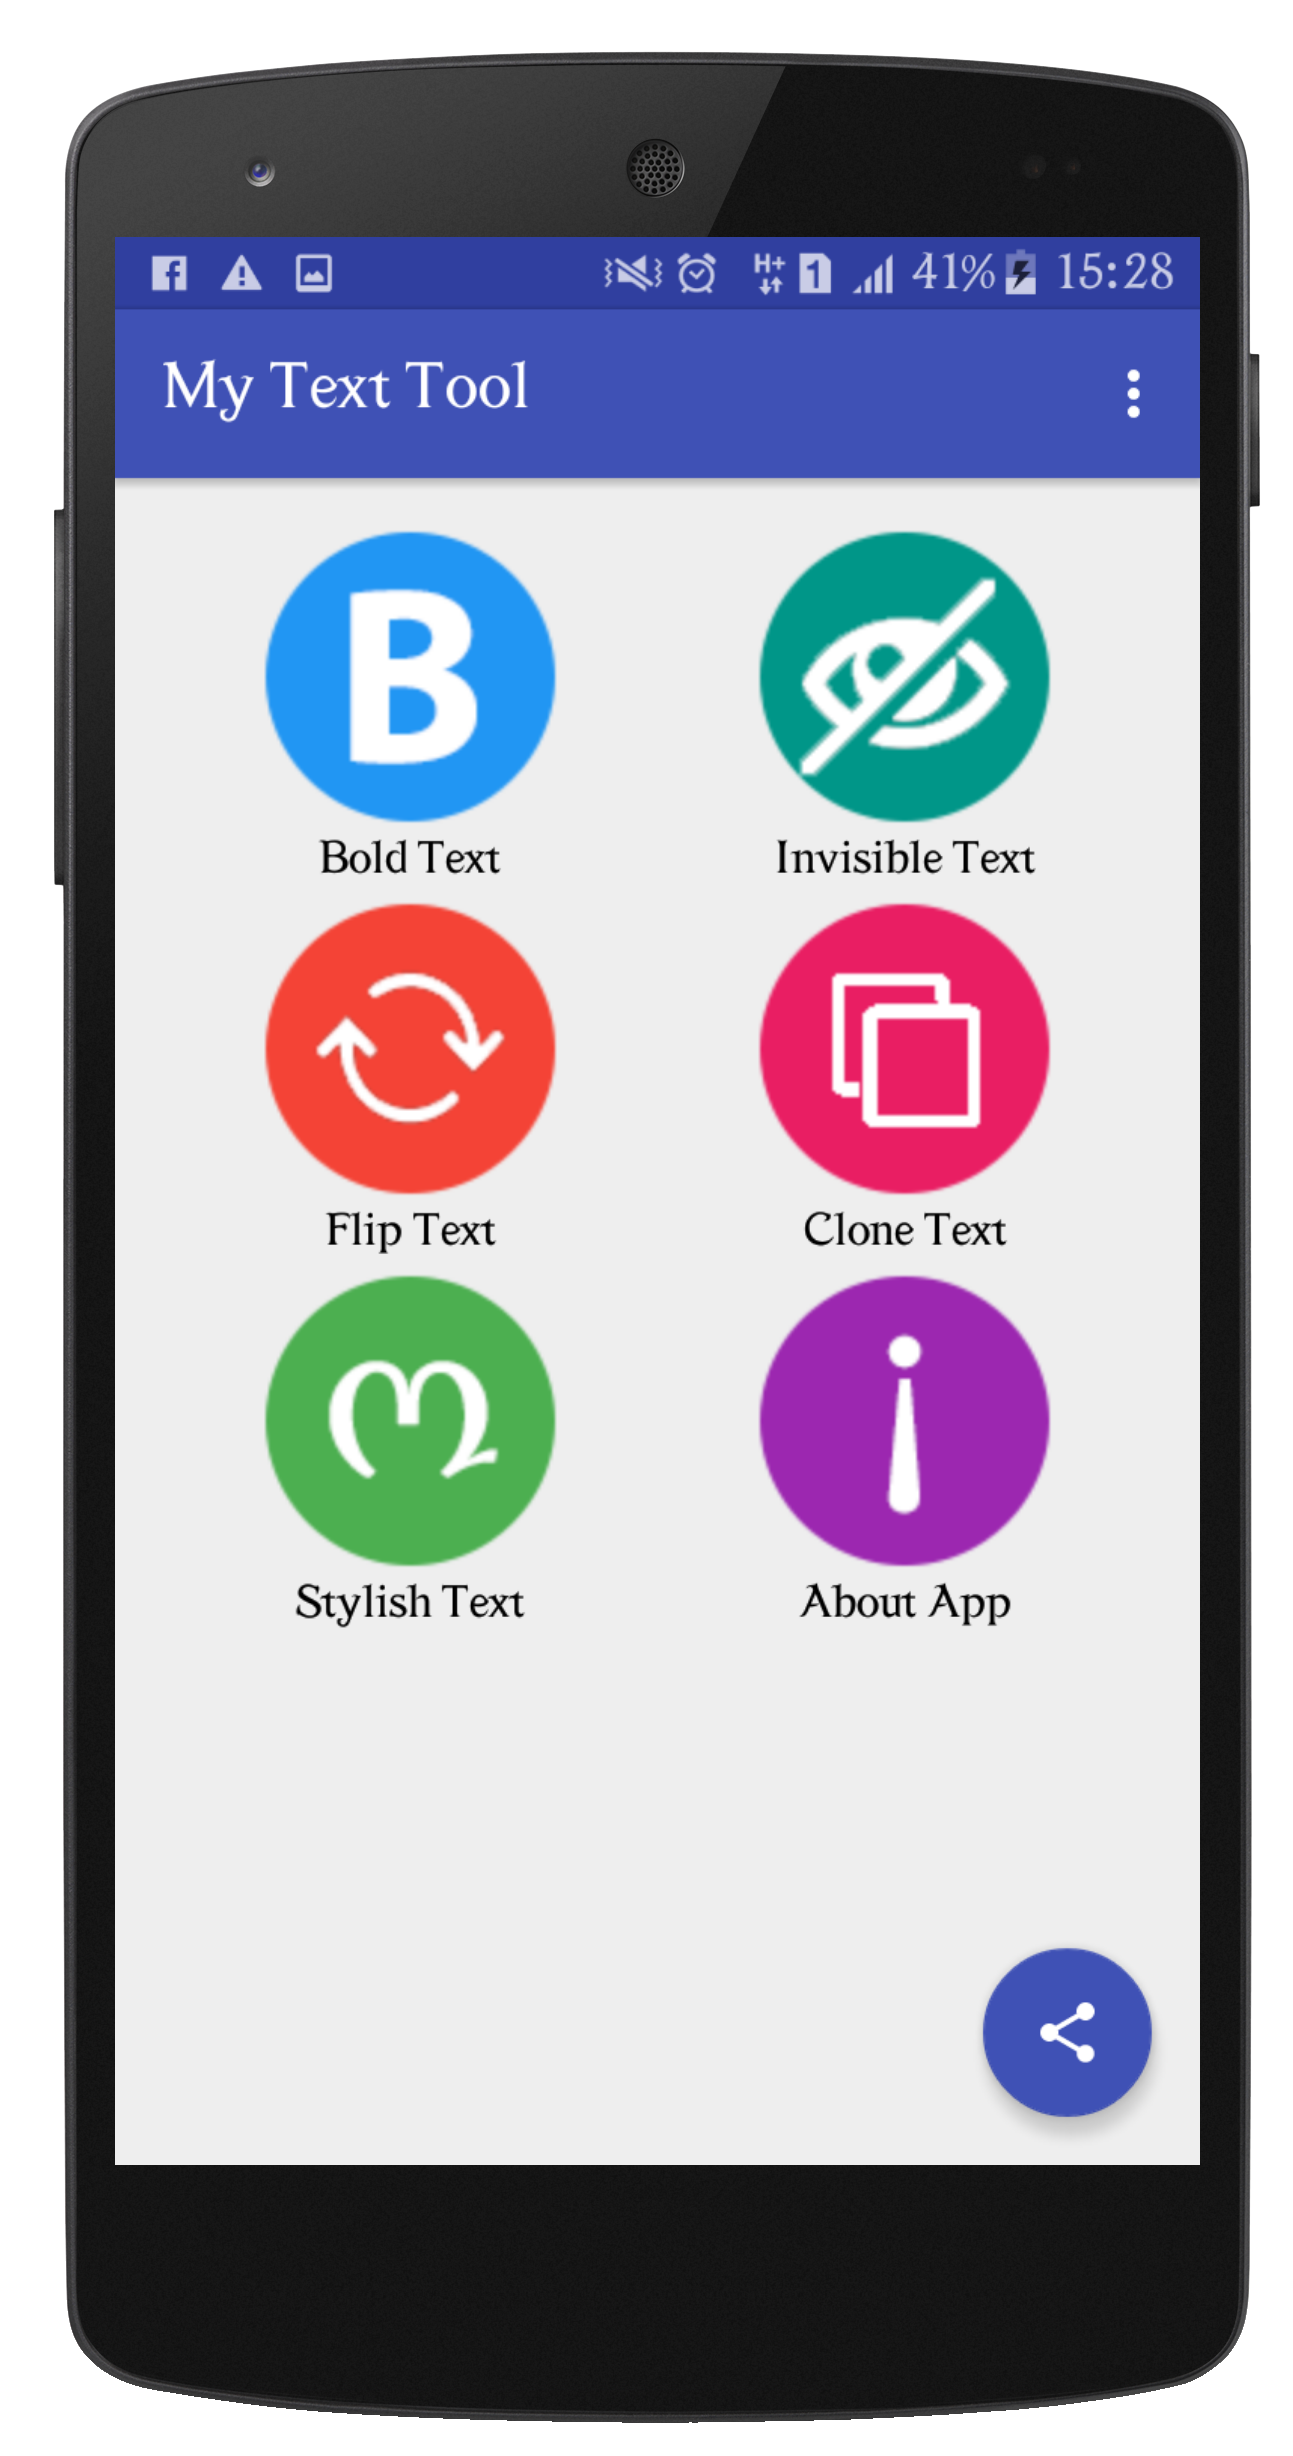 H+ 1 41% 15:28
My Text Tool
B
Bold Text Invisible Text
Flip Text Clone Text
ന
Stylish Text About App